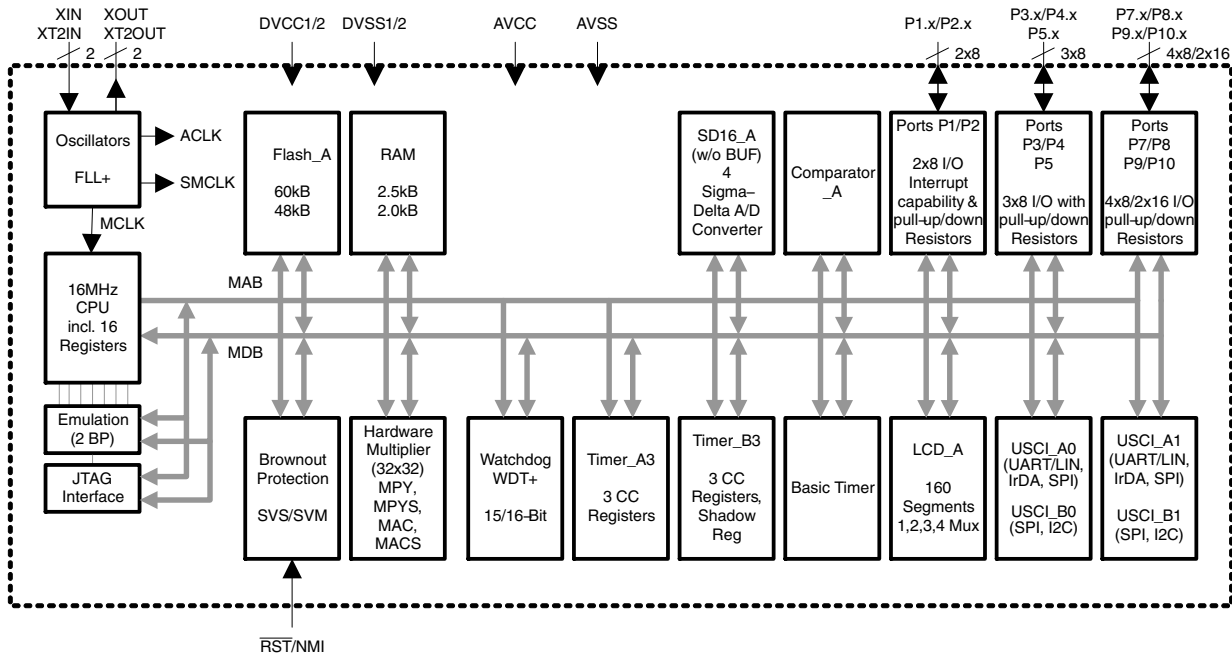 XIN
XT2IN
2
XOUT
XT2OUT
2
DVCC1/2
DVSS1/2
AVCC
AVSS
P1.x/P2.x
2x8
P3.x/P4.x
P5.x
3x8
P7.x/P8.x
P9.x/P10.x
4x8/2x16
Oscillators
FLL+
ACLK
SMCLK
MCLK
Flash_A
60kB
48kB
RAM
2.5kB
2.0kB
SD16_A
(w/o BUF)
4
Sigma–
Delta A/D
Converter
Comparator
_A
Ports P1/P2
2x8 I/O
Interrupt
capability &
pull–up/down
Resistors
Ports
P3/P4
P5
3x8 I/O with
pull–up/down
Resistors
Ports
P7/P8
P9/P10
4x8/2x16 I/O
pull–up/down
Resistors
16MHz
CPU
incl. 16
Registers
MAB
MDB
Emulation
(2 BP)
JTAG
Interface
Brownout
Protection
SVS/SVM
Hardware
Multiplier
(32x32)
MPY,
MPYS,
MAC,
MACS
Watchdog
WDT+
15/16–Bit
Timer_A3
3 CC
Registers
Timer_B3
3 CC
Registers,
Shadow
Reg
Basic Timer
LCD_A
160
Segments
1,2,3,4 Mux
USCI_A0
(UART/LIN,
IrDA, SPI)
USCI_B0
(SPI, I2C)
USCI_A1
(UART/LIN,
IrDA, SPI)
USCI_B1
(SPI, I2C)
RST/NMI